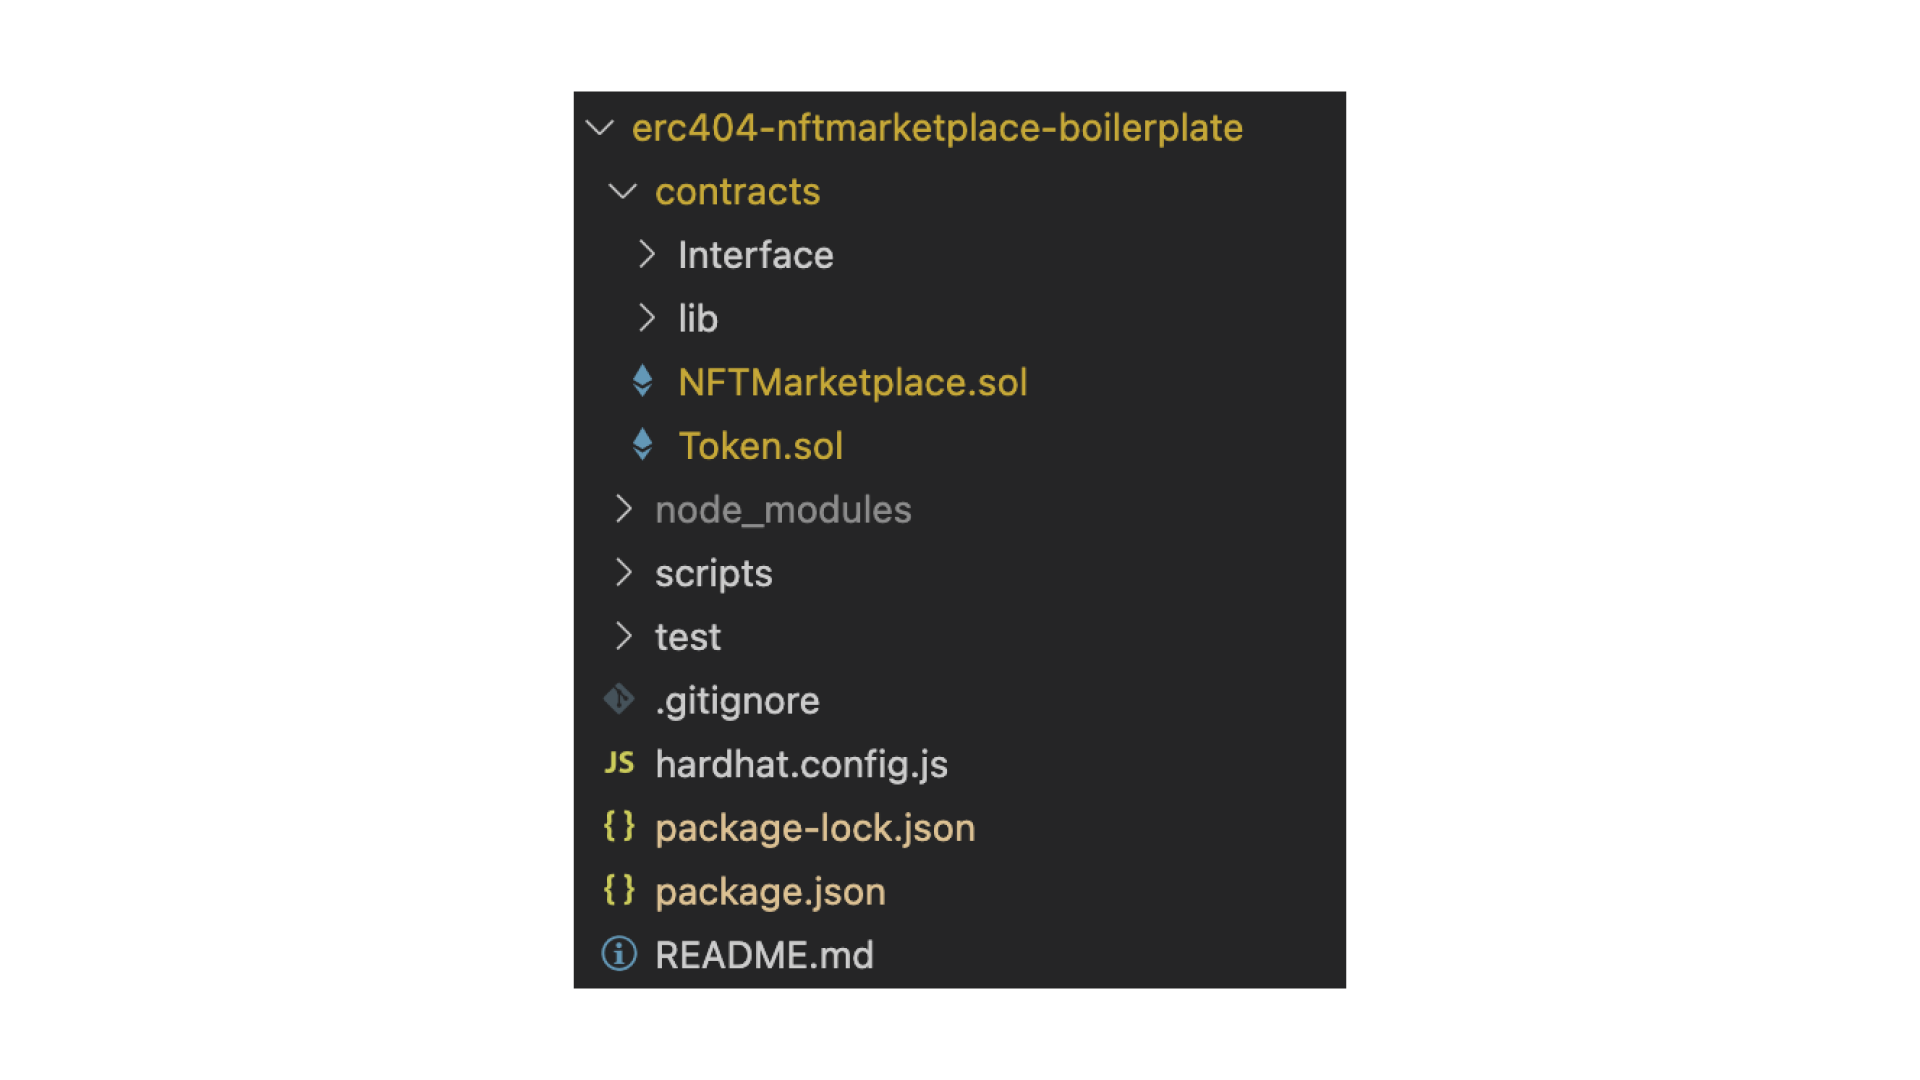 erc404-nftmarketplace-boilerplate
contracts
Interface
lib
NFTMarketplace.sol
Token.sol
node_modules
scripts
test
.gitignore
JS hardhat.config.js
{} package-lock.json
{} package.json
README.md